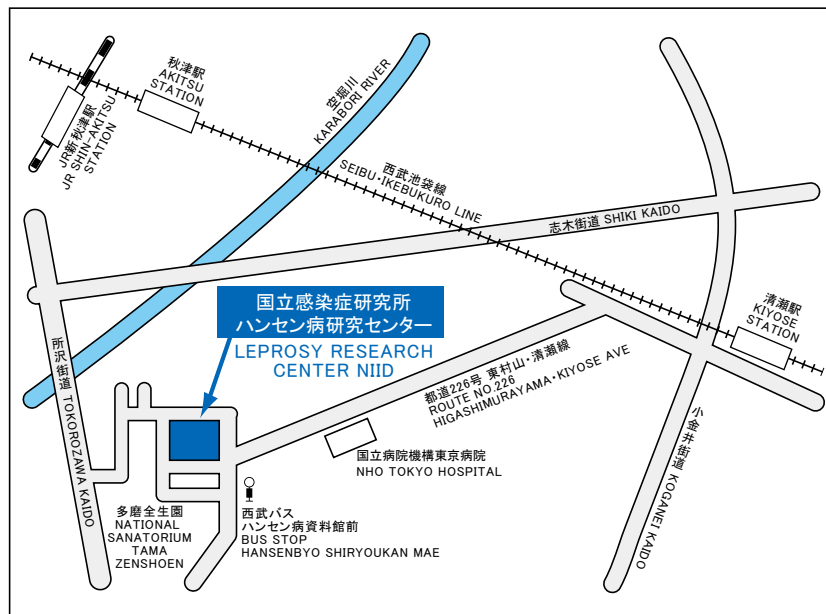 秋津駅
AKITSU
STATION
JR新秋津駅
JR SHIN-AKITSU
STATION
空堀川
KARABORI RIVER
西武池袋線
SEIBU・IKEBUKURO LINE
志木街道 SHIKI KAIDO
清瀬駅
KIYOSE
STATION
国立感染症研究所
ハンセン病研究センター
LEPROSY RESEARCH
CENTER NIID
所沢街道 TOKOROZAWA KAIDO
都道226号 東村山・清瀬線
ROUTE NO.226
HIGASHIMURAYAMA・KIYOSE AVE
小金井街道 KOGANEI KAIDO
国立病院機構東京病院
NHO TOKYO HOSPITAL
多磨全生園
NATIONAL
SANATORIUM
TAMA
ZENSHOEN
西武バス
ハンセン病資料館前
BUS STOP
HANSENBYO SHIRYOUKAN MAE